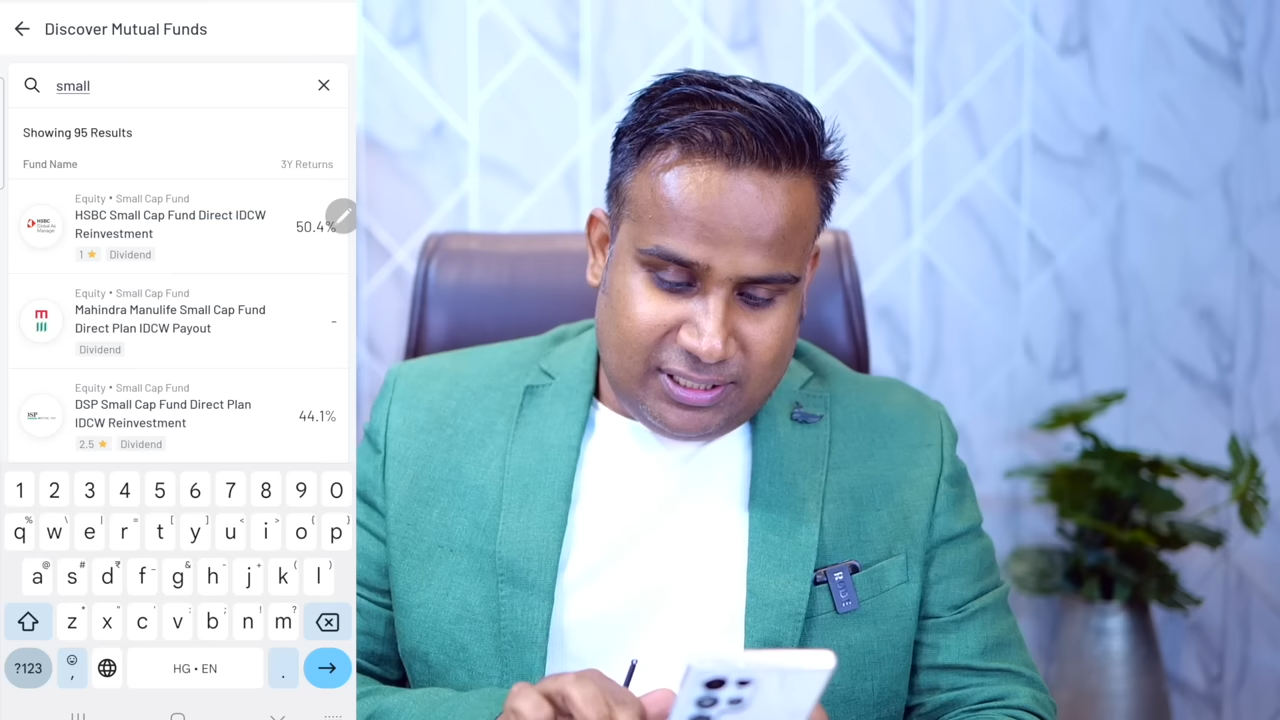 Discover Mutual Funds
small
Showing 95 Results
Fund Name 3Y Returns
Equity • Small Cap Fund
HSBC Small Cap Fund Direct IDCW
Reinvestment
50.4%
1 ★ Dividend
HSBC
Equity • Small Cap Fund
Mahindra Manulife Small Cap Fund
Direct Plan IDCW Payout
-
Dividend
Equity • Small Cap Fund
DSP Small Cap Fund Direct Plan
IDCW Reinvestment
44.1%
2.5 ★ Dividend
DSP
1 2 3 4 5 6 7 8 9 0
q w e r t y u i o p
% \ | = [ ] < > { }
a s d f g h j k l
@ # ₹ _ & - + ( )
z x c v b n m
* " ' : ; ! ?
?123 , HG • EN .
RODE